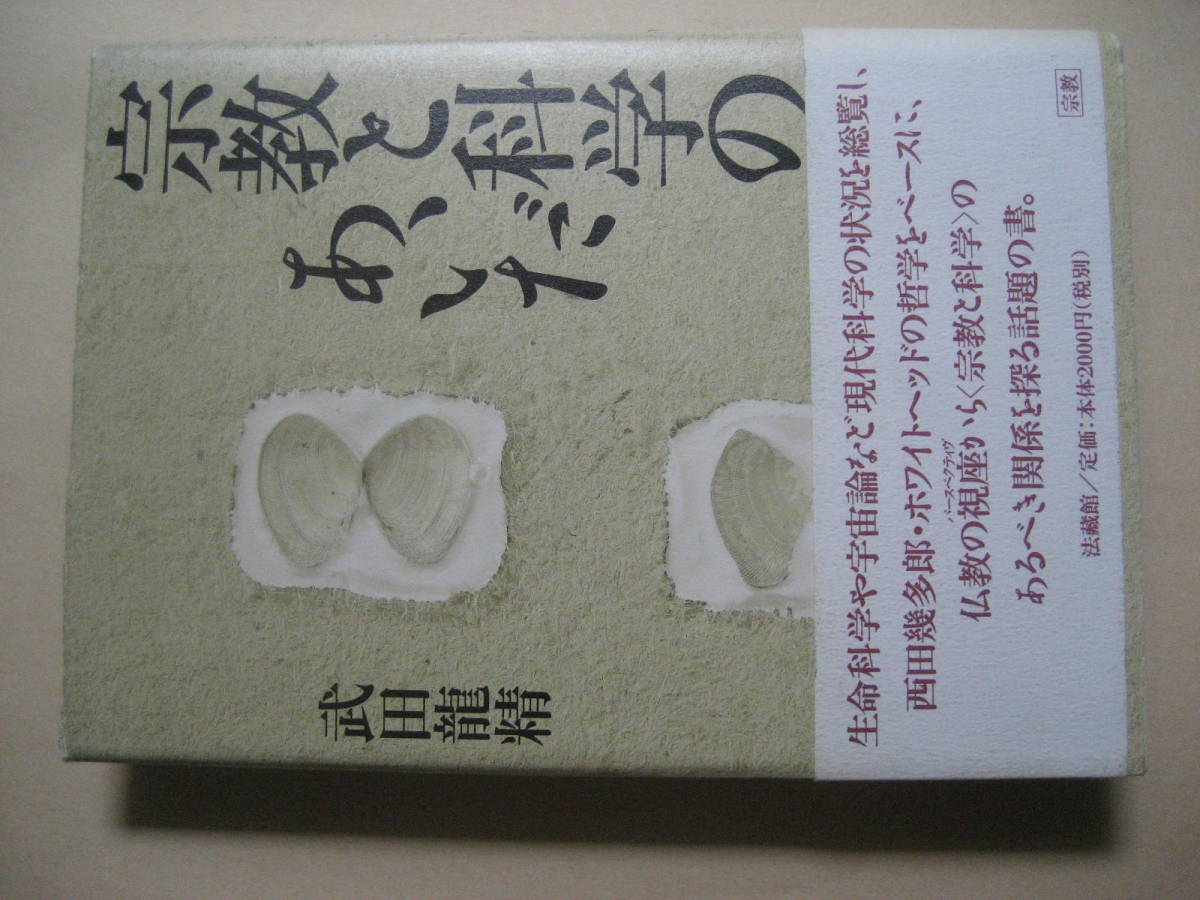 宗教と科学の
あいだ
武田龍精
宗教
生命科学や宇宙論など現代科学の状況を総覧し、
西田幾多郎・ホワイトヘッドの哲学をベースに、
パースペクティヴ
仏教の視座から〈宗教と科学〉の
あるべき関係を探る話題の書。
法藏館／定価：本体2000円（税別）